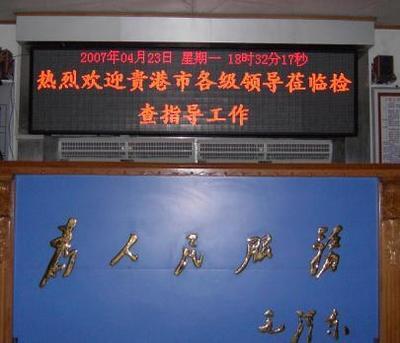 2007年04月23日 星期一 18时32分17秒
热烈欢迎贵港市各级领导莅临检
查指导工作
为人民服务
毛泽东